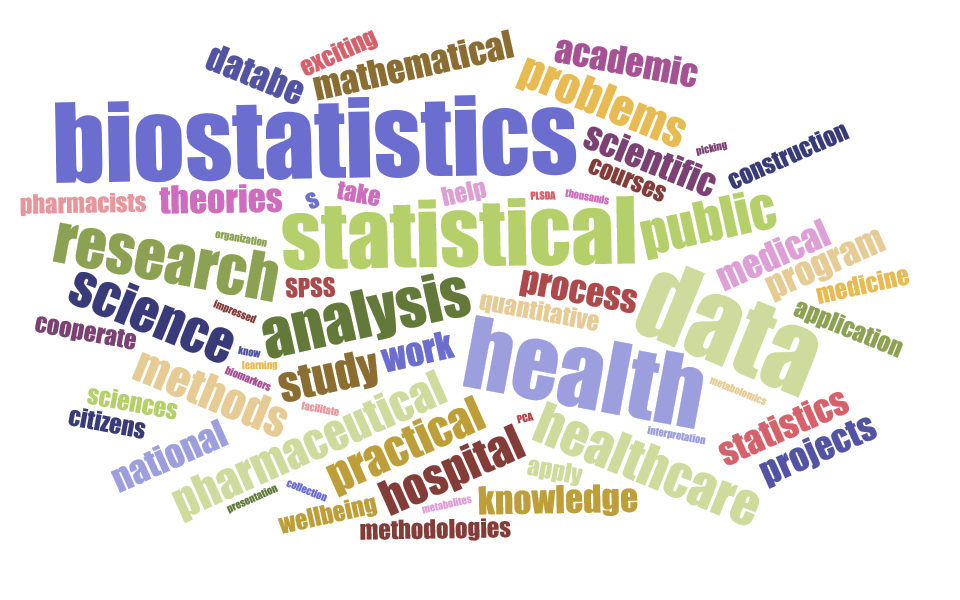 exciting
databe
mathematical
academic
problems
biostatistics
scientific
picking
construction
courses
pharmacists
theories
s
take
help
PLSDA
thousands
statistical
public
research
organization
medical
program
science
SPSS
process
data
medicine
impressed
analysis
quantitative
application
cooperate
know
work
health
learning
methods
biomarkers
study
metabolomics
sciences
facilitate
citizens
pharmaceutical
practical
PCA
healthcare
interpretation
statistics
projects
national
hospital
apply
presentation
collection
wellbeing
metabolites
knowledge
methodologies